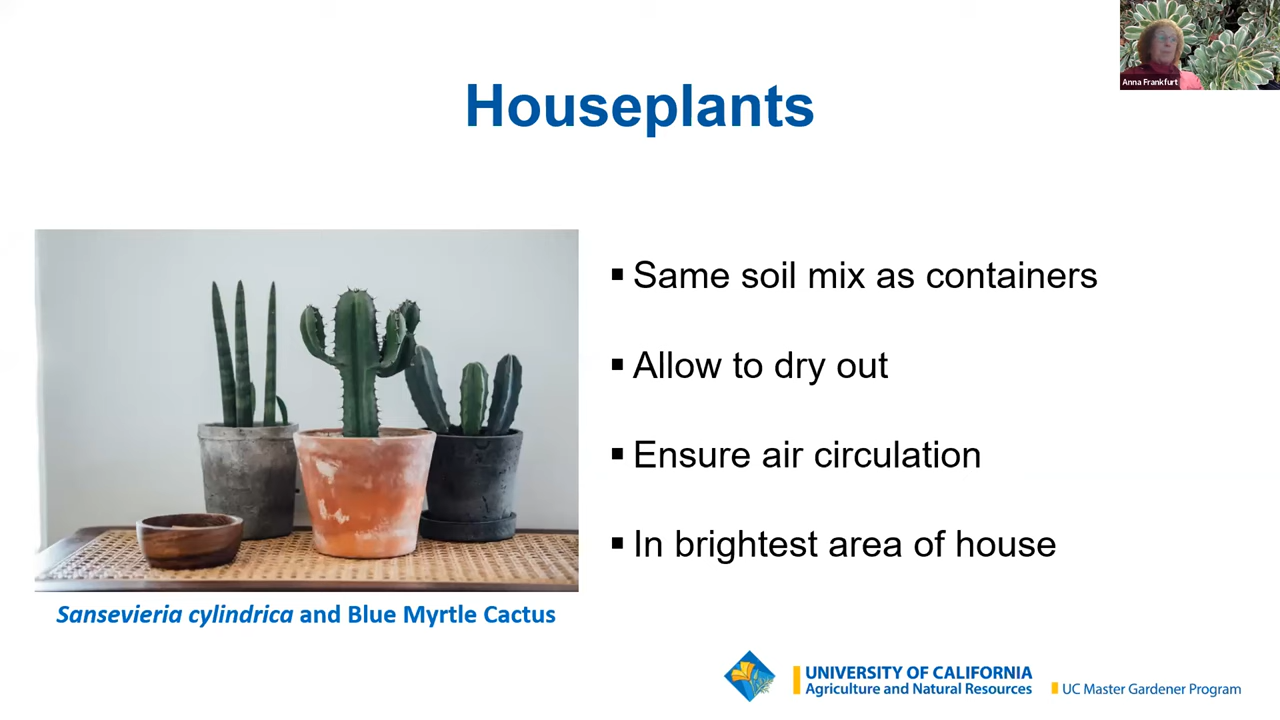 Anna Frankfurt
Houseplants
▪ Same soil mix as containers
▪ Allow to dry out
▪ Ensure air circulation
▪ In brightest area of house
Sansevieria cylindrica and Blue Myrtle Cactus
UNIVERSITY OF CALIFORNIA
Agriculture and Natural Resources
UC Master Gardener Program